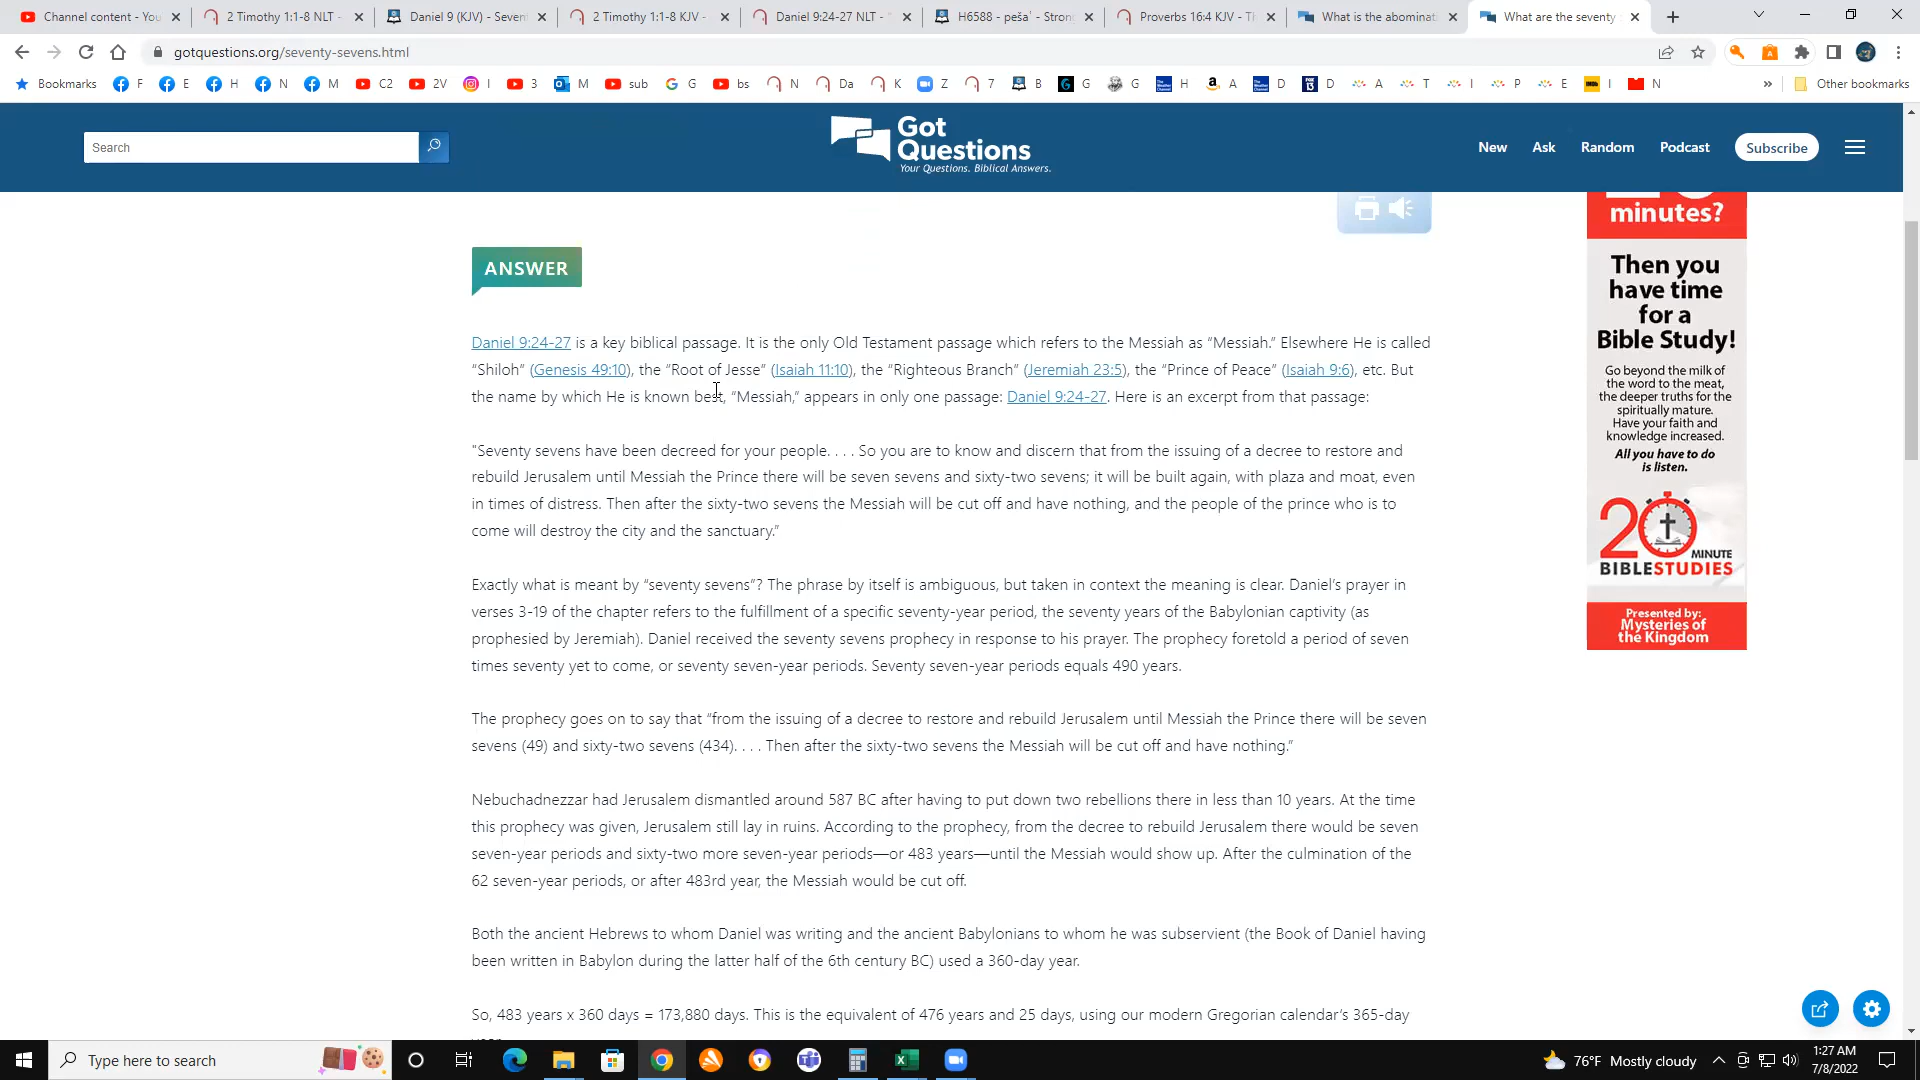 Channel content - You
2 Timothy 1:1-8 NLT -
Daniel 9 (KJV) - Seven
2 Timothy 1:1-8 KJV -
Daniel 9:24-27 NLT - "
H6588 - peša' - Strong
Proverbs 16:4 KJV - Th
What is the abominati
What are the seventy
gotquestions.org/seventy-sevens.html
Bookmarks F E H N M C2 2V I 3 M sub G bs N Da K Z 7 B G G H A D D A T I P E I N » Other bookmarks
Search
Got
Questions
Your Questions. Biblical Answers.
New Ask Random Podcast Subscribe
minutes?
Then you
have time
for a
Bible Study!
Go beyond the milk of
the word to the meat,
the deeper truths for the
spiritually mature.
Have your faith and
knowledge increased.
All you have to do
is listen.
20
MINUTE
BIBLESTUDIES
Presented by:
Mysteries of
the Kingdom
ANSWER
Daniel 9:24-27 is a key biblical passage. It is the only Old Testament passage which refers to the Messiah as “Messiah.” Elsewhere He is called
“Shiloh” (Genesis 49:10), the “Root of Jesse” (Isaiah 11:10), the “Righteous Branch” (Jeremiah 23:5), the “Prince of Peace” (Isaiah 9:6), etc. But
the name by which He is known best, “Messiah,” appears in only one passage: Daniel 9:24-27. Here is an excerpt from that passage:
“Seventy sevens have been decreed for your people. . . . So you are to know and discern that from the issuing of a decree to restore and
rebuild Jerusalem until Messiah the Prince there will be seven sevens and sixty-two sevens; it will be built again, with plaza and moat, even
in times of distress. Then after the sixty-two sevens the Messiah will be cut off and have nothing, and the people of the prince who is to
come will destroy the city and the sanctuary.”
Exactly what is meant by “seventy sevens”? The phrase by itself is ambiguous, but taken in context the meaning is clear. Daniel’s prayer in
verses 3-19 of the chapter refers to the fulfillment of a specific seventy-year period, the seventy years of the Babylonian captivity (as
prophesied by Jeremiah). Daniel received the seventy sevens prophecy in response to his prayer. The prophecy foretold a period of seven
times seventy yet to come, or seventy seven-year periods. Seventy seven-year periods equals 490 years.
The prophecy goes on to say that “from the issuing of a decree to restore and rebuild Jerusalem until Messiah the Prince there will be seven
sevens (49) and sixty-two sevens (434). . . . Then after the sixty-two sevens the Messiah will be cut off and have nothing.”
Nebuchadnezzar had Jerusalem dismantled around 587 BC after having to put down two rebellions there in less than 10 years. At the time
this prophecy was given, Jerusalem still lay in ruins. According to the prophecy, from the decree to rebuild Jerusalem there would be seven
seven-year periods and sixty-two more seven-year periods—or 483 years—until the Messiah would show up. After the culmination of the
62 seven-year periods, or after 483rd year, the Messiah would be cut off.
Both the ancient Hebrews to whom Daniel was writing and the ancient Babylonians to whom he was subservient (the Book of Daniel having
been written in Babylon during the latter half of the 6th century BC) used a 360-day year.
So, 483 years x 360 days = 173,880 days. This is the equivalent of 476 years and 25 days, using our modern Gregorian calendar’s 365-day
Type here to search
76°F Mostly cloudy
1:27 AM
7/8/2022